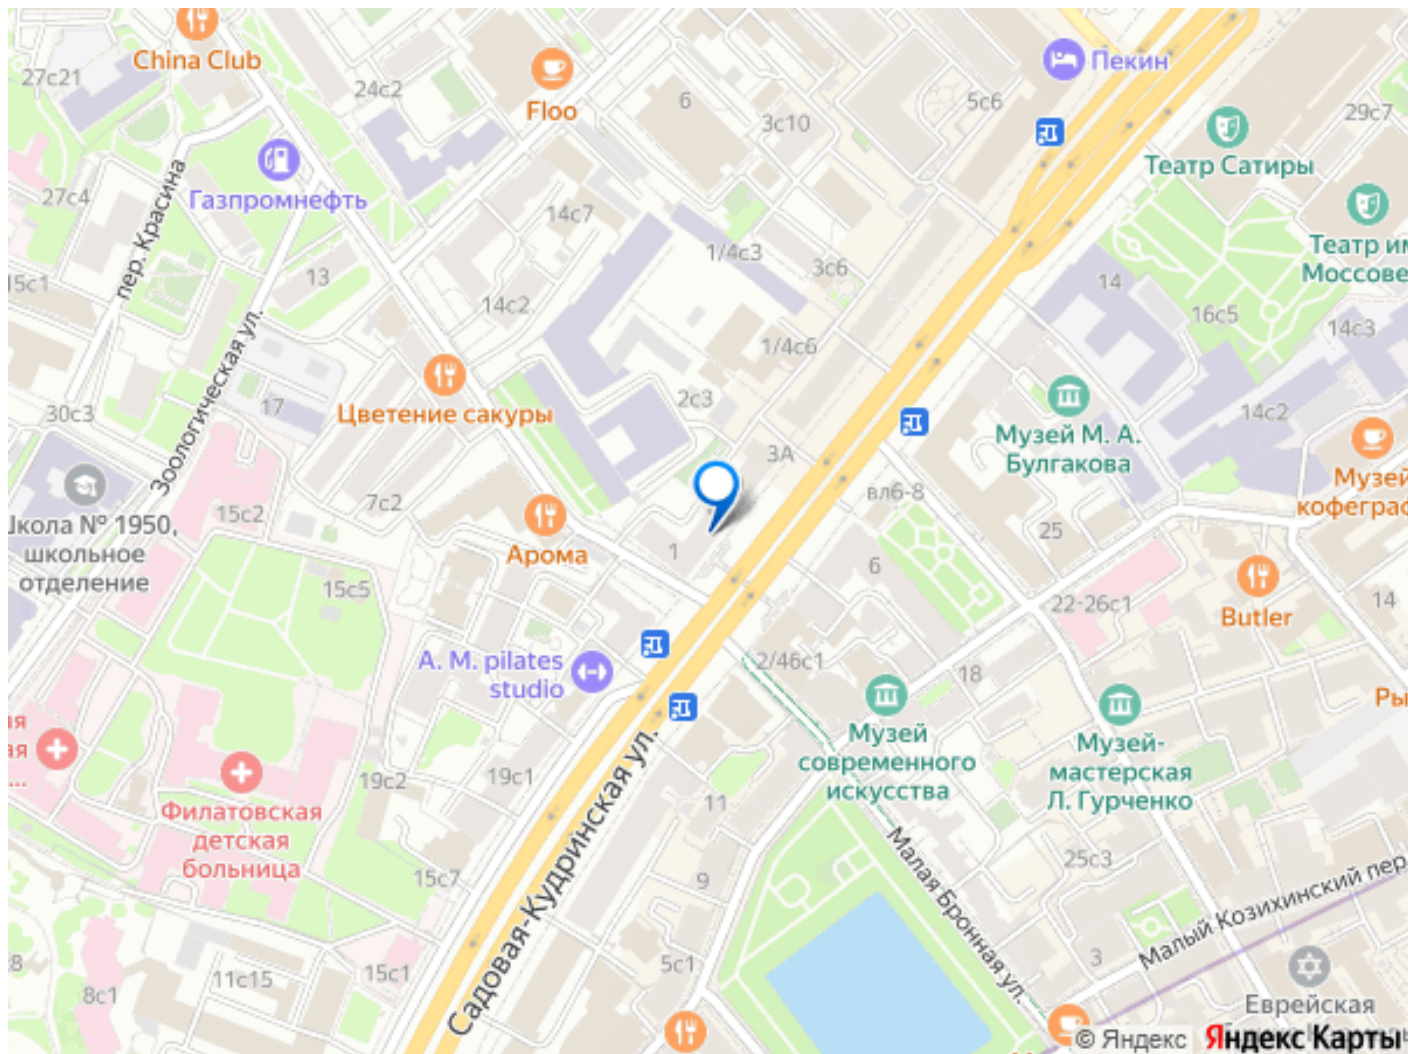 China Club
27с21
24с2
Floo
6
3с10
Пекин
5с6
29с7
Театр Сатиры
27с4
пер. Красина
Газпромнефть
14с7
1/4с3
3с6
Театр им
Моссове
15с1
13
14с2
14
16с5
14с3
Зоологическая ул.
1/4с6
Цветение сакуры
2с3
Музей М. А.
Булгакова
14с2
30с3
17
3А
Музей
кофеграф
вл6-8
Школа № 1950,
школьное
отделение
15с2
7с2
Арома
1
25
15с5
6
22-26с1
Butler
14
A. M. pilates
studio
2/46с1
18
Музей
современного
искусства
Музей-
мастерская
Л. Гурченко
Ры
ая
ая
...
Филатовская
детская
больница
19с2
19с1
Садовая-Кудринская ул.
11
15с7
9
Малая Бронная ул.
25с3
Малый Козихинский пер
3
5с1
15с1
11с15
8с1
8
Еврейская
© Яндекс
Яндекс Карты